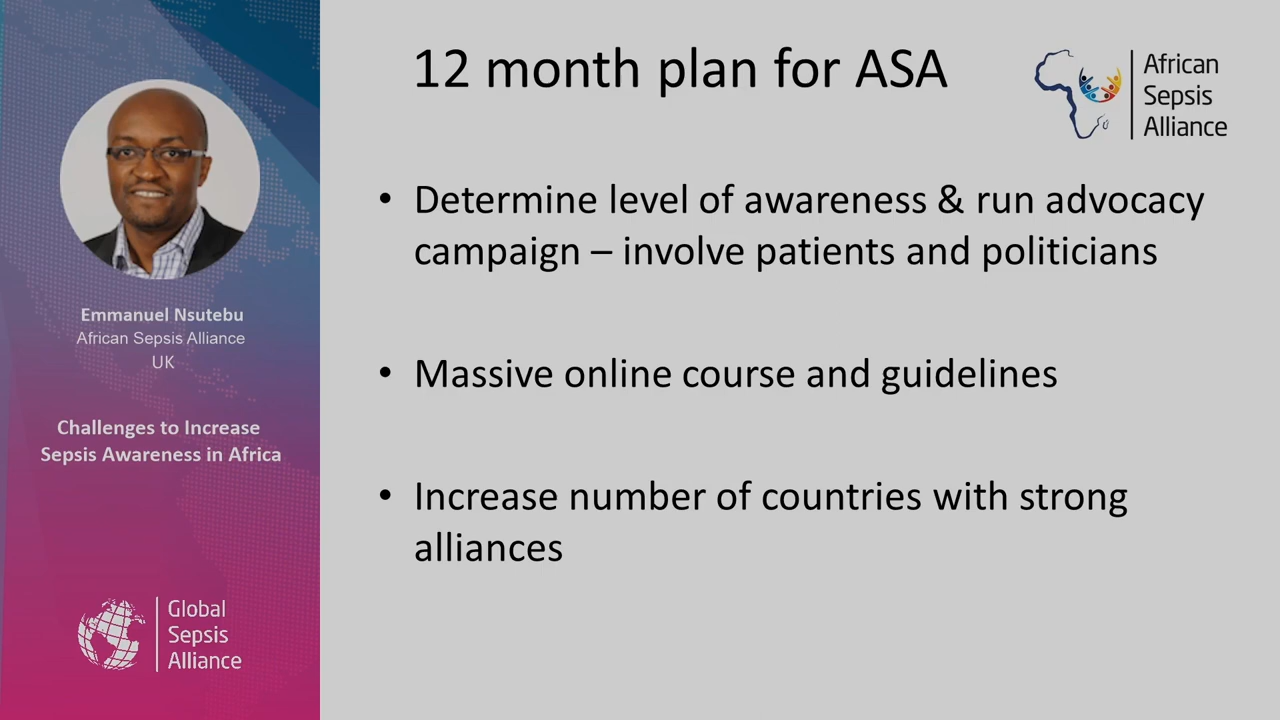 12 month plan for ASA
African
Sepsis
Alliance
• Determine level of awareness & run advocacy
campaign – involve patients and politicians
• Massive online course and guidelines
• Increase number of countries with strong
alliances
Emmanuel Nsutebu
African Sepsis Alliance
UK
Challenges to Increase
Sepsis Awareness in Africa
Global
Sepsis
Alliance